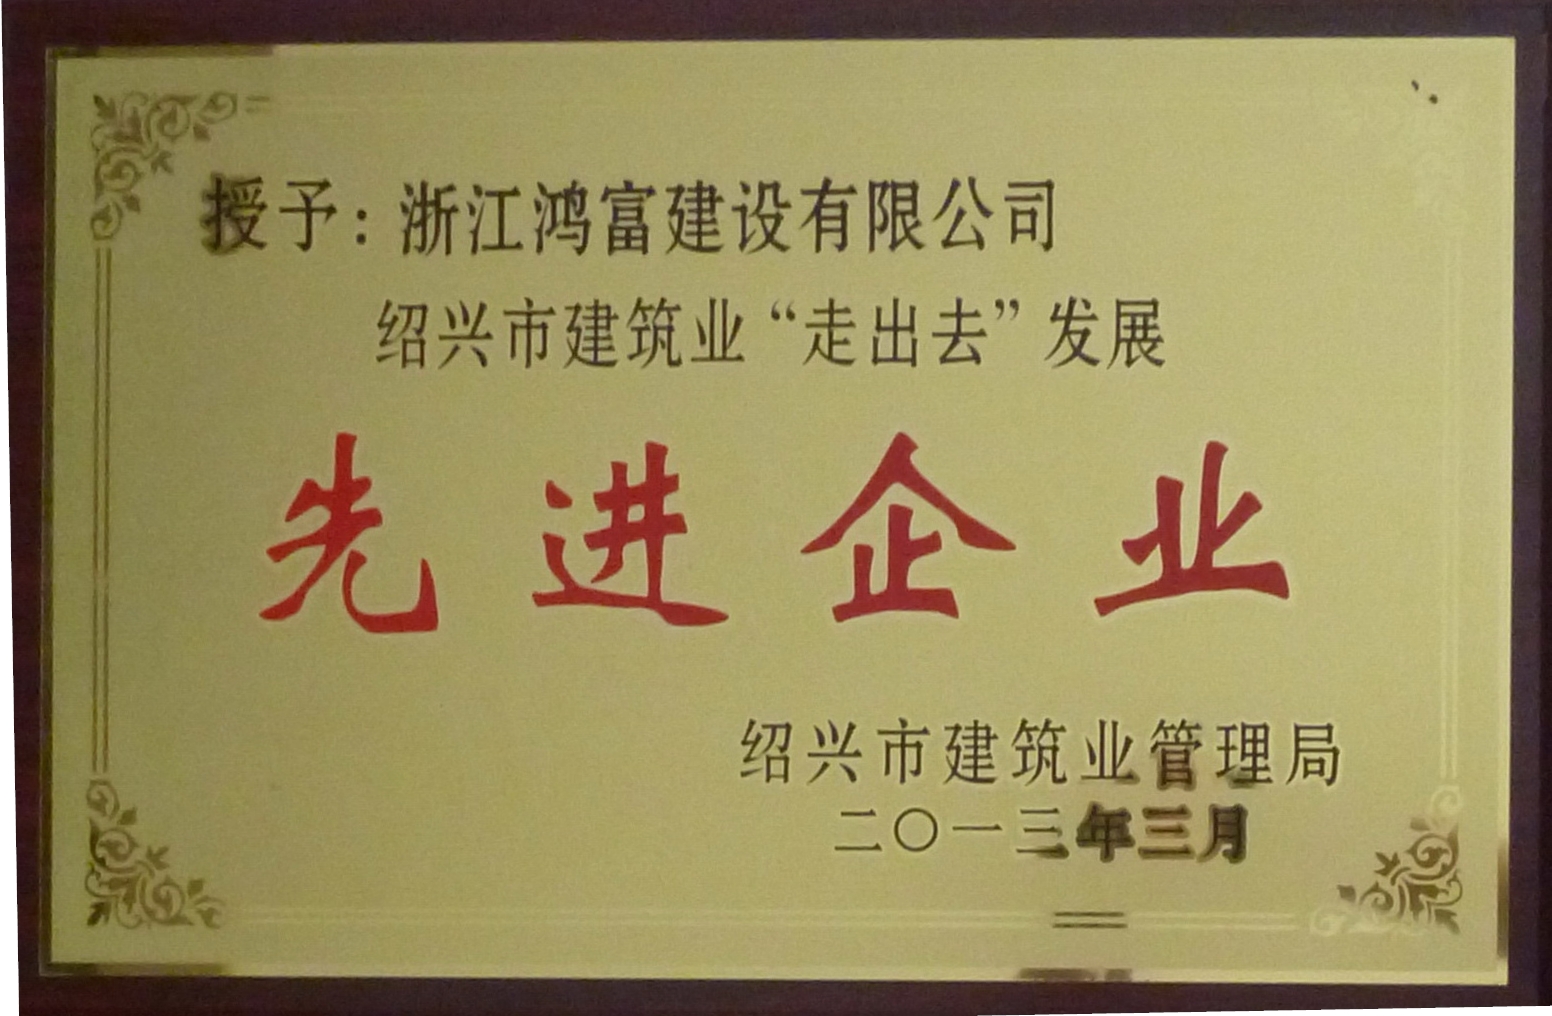 授予：浙江鸿富建设有限公司
绍兴市建筑业“走出去”发展
先进企业
绍兴市建筑业管理局
二〇一三年三月